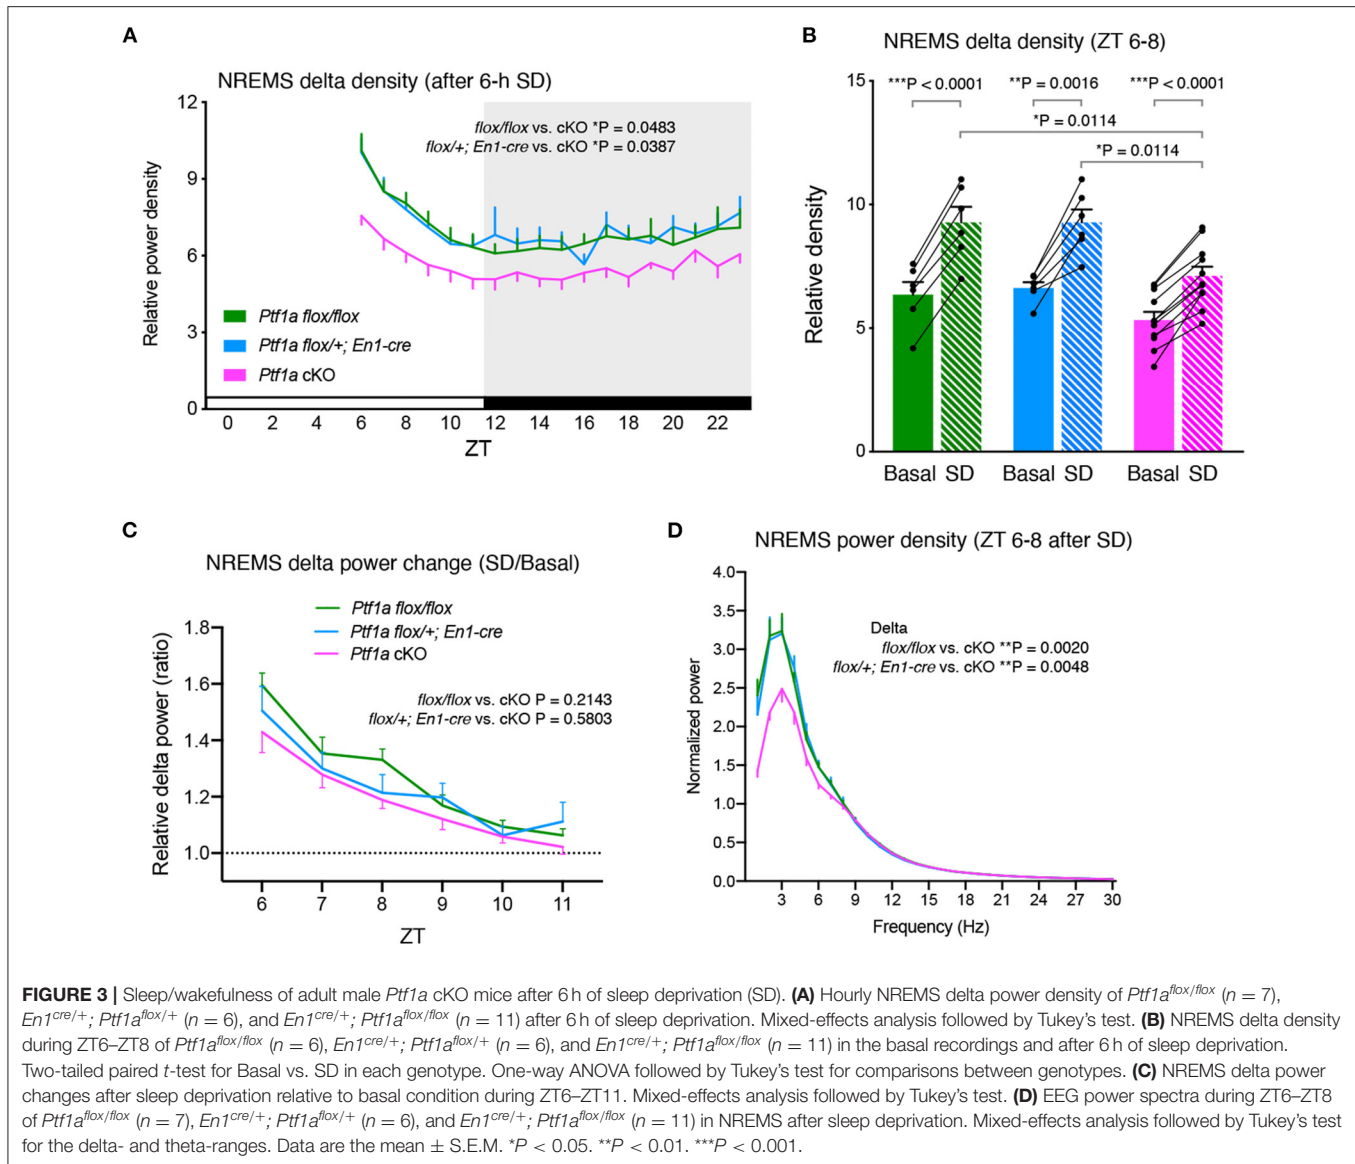 A
NREMS delta density (after 6-h SD)
Relative power density
12
9
6
3
0
flox/flox vs. cKO *P = 0.0483
flox/+; En1-cre vs. cKO *P = 0.0387
Ptf1a flox/flox
Ptf1a flox/+; En1-cre
Ptf1a cKO
0 2 4 6 8 10 12 14 16 18 20 22
ZT
B
NREMS delta density (ZT 6-8)
Relative density
15
10
5
0
***P < 0.0001 **P = 0.0016 ***P < 0.0001
*P = 0.0114
*P = 0.0114
Basal SD Basal SD Basal SD
C
NREMS delta power change (SD/Basal)
Ptf1a flox/flox
Ptf1a flox/+; En1-cre
Ptf1a cKO
Relative delta power (ratio)
1.8
1.6
1.4
1.2
1.0
flox/flox vs. cKO P = 0.2143
flox/+; En1-cre vs. cKO P = 0.5803
6 7 8 9 10 11
ZT
D
NREMS power density (ZT 6-8 after SD)
Normalized power
4.0
3.5
3.0
2.5
2.0
1.5
1.0
0.5
0.0
Delta
flox/flox vs. cKO **P = 0.0020
flox/+; En1-cre vs. cKO **P = 0.0048
3 6 9 12 15 18 21 24 27 30
Frequency (Hz)
FIGURE 3 | Sleep/wakefulness of adult male Ptf1a cKO mice after 6 h of sleep deprivation (SD). (A) Hourly NREMS delta power density of Ptf1aflox/flox (n = 7),
En1cre/+; Ptf1aflox/+ (n = 6), and En1cre/+; Ptf1aflox/flox (n = 11) after 6 h of sleep deprivation. Mixed-effects analysis followed by Tukey's test. (B) NREMS delta density
during ZT6–ZT8 of Ptf1aflox/flox (n = 6), En1cre/+; Ptf1aflox/+ (n = 6), and En1cre/+; Ptf1aflox/flox (n = 11) in the basal recordings and after 6 h of sleep deprivation.
Two-tailed paired t-test for Basal vs. SD in each genotype. One-way ANOVA followed by Tukey's test for comparisons between genotypes. (C) NREMS delta power
changes after sleep deprivation relative to basal condition during ZT6–ZT11. Mixed-effects analysis followed by Tukey's test. (D) EEG power spectra during ZT6–ZT8
of Ptf1aflox/flox (n = 7), En1cre/+; Ptf1aflox/+ (n = 6), and En1cre/+; Ptf1aflox/flox (n = 11) in NREMS after sleep deprivation. Mixed-effects analysis followed by Tukey's test
for the delta- and theta-ranges. Data are the mean ± S.E.M. *P < 0.05. **P < 0.01. ***P < 0.001.